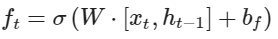 f_t = σ(W · [x_t, h_{t−1}] + b_f)